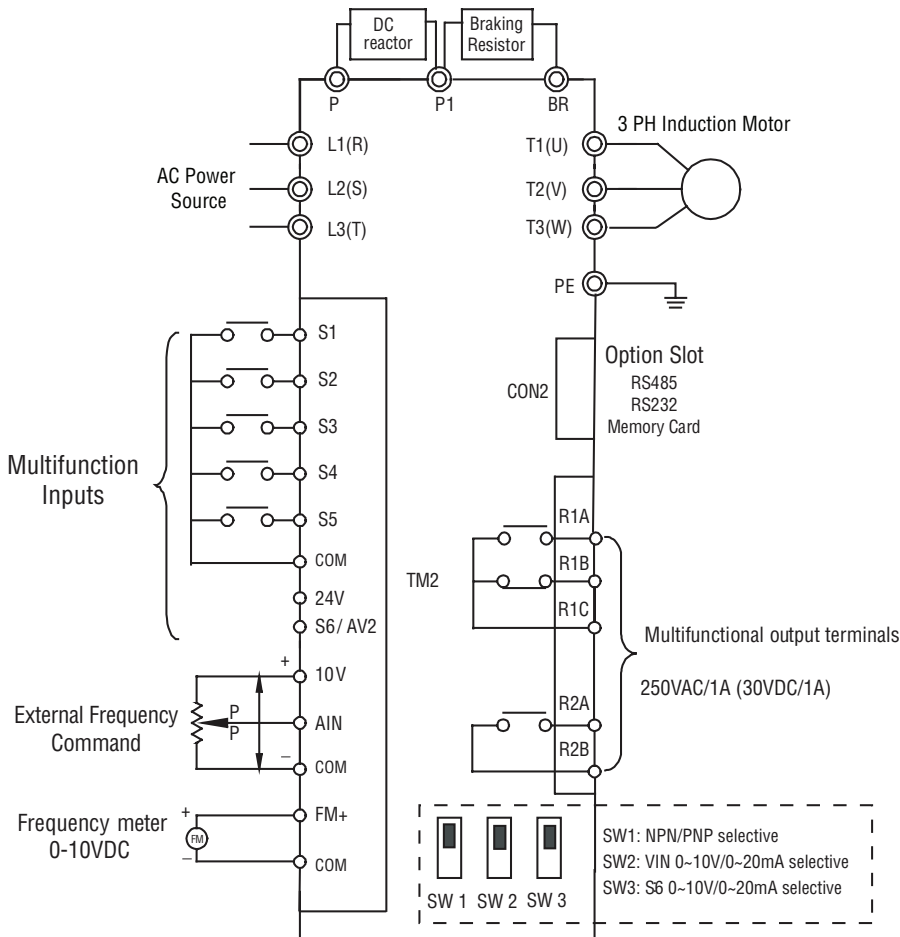 DC
reactor
Braking
Resistor
P
P1
BR
3 PH Induction Motor
L1(R)
T1(U)
AC Power
Source
L2(S)
T2(V)
L3(T)
T3(W)
PE
S1
S2
S3
S4
S5
COM
24V
S6/ AV2
Multifunction
Inputs
CON2
Option Slot
RS485
RS232
Memory Card
TM2
R1A
R1B
R1C
R2A
R2B
Multifunctional output terminals
250VAC/1A (30VDC/1A)
+
10V
External Frequency
Command
P
P
AIN
−
COM
Frequency meter
0-10VDC
+
FM+
FM
−
COM
SW 1
SW 2
SW 3
SW1: NPN/PNP selective
SW2: VIN 0~10V/0~20mA selective
SW3: S6 0~10V/0~20mA selective